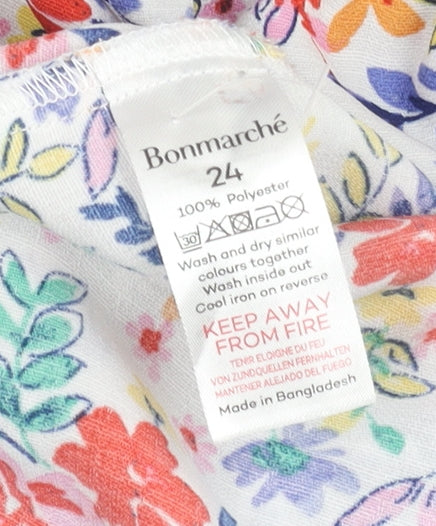 Bonmarché
24
100% Polyester
30
Wash and dry similar
colours together
Wash inside out
Cool iron on reverse
KEEP AWAY
FROM FIRE
TENIR ELOIGNE DU FEU
VON ZUNDQUELLEN FERNHALTEN
MANTENER ALEJADO DEL FUEGO
Made in Bangladesh